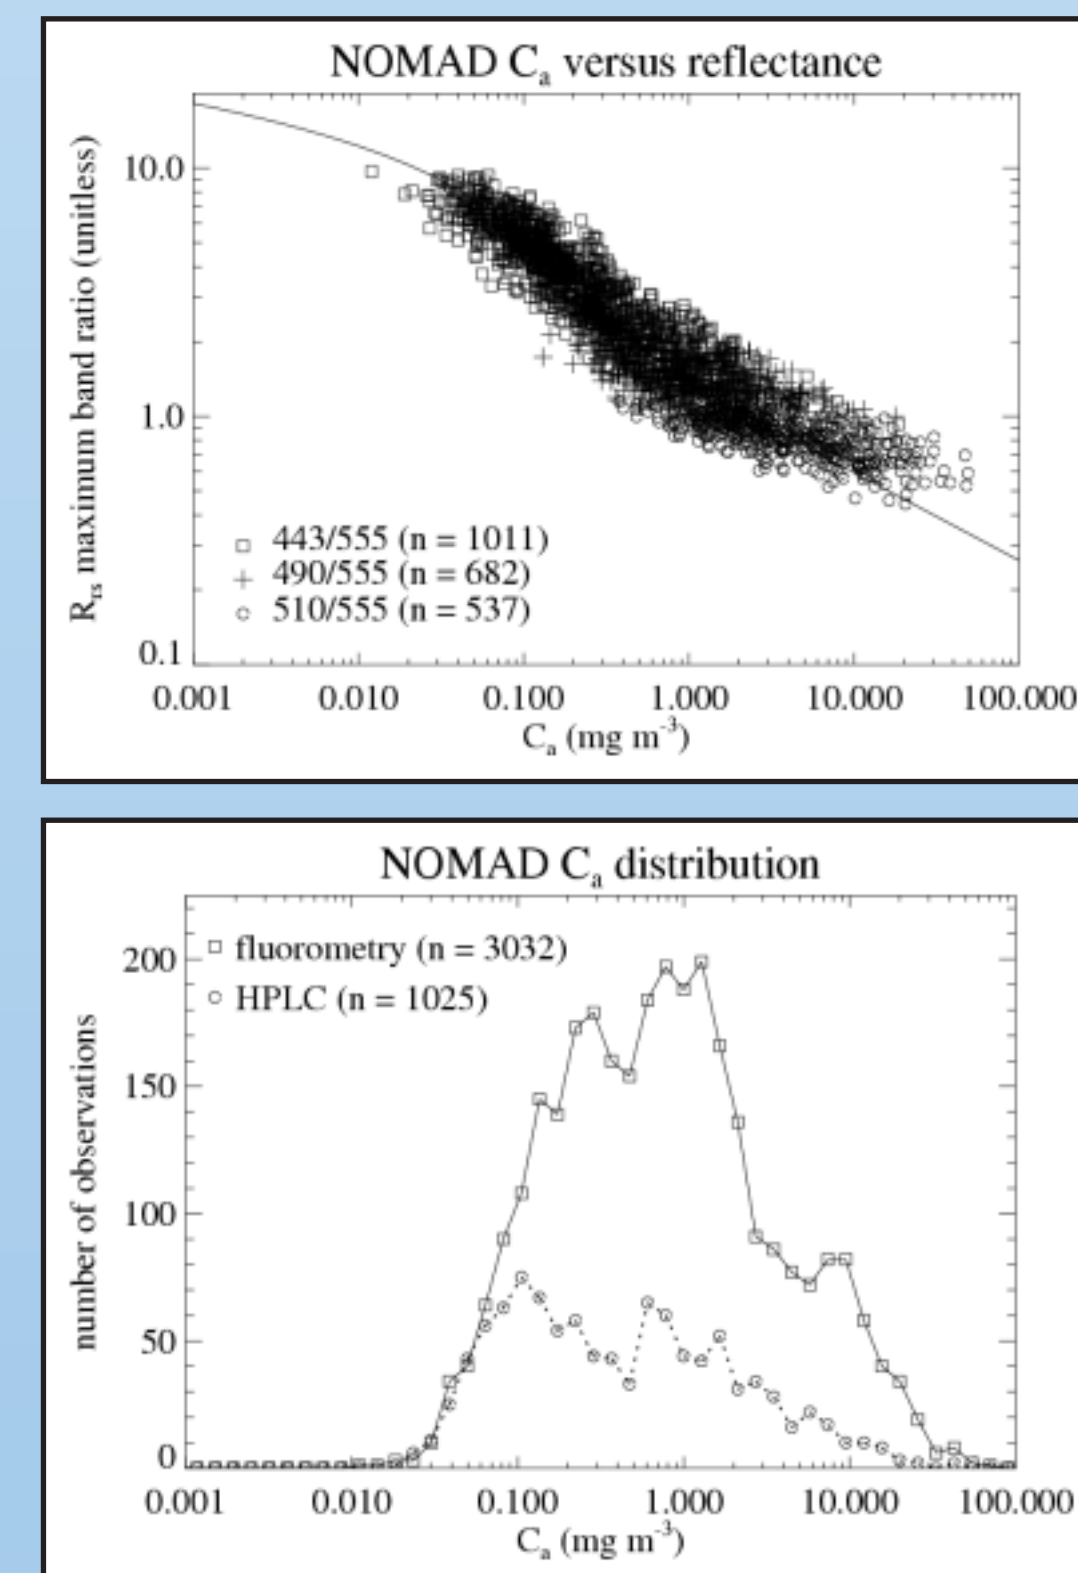 NOMAD Cₐ versus reflectance
Rᵣₛ maximum band ratio (unitless)
10.0
1.0
0.1
443/555 (n = 1011)
490/555 (n = 682)
510/555 (n = 537)
0.001 0.010 0.100 1.000 10.000 100.000
Cₐ (mg m⁻³)
NOMAD Cₐ distribution
number of observations
200
150
100
50
0
fluorometry (n = 3032)
HPLC (n = 1025)
0.001 0.010 0.100 1.000 10.000 100.000
Cₐ (mg m⁻³)